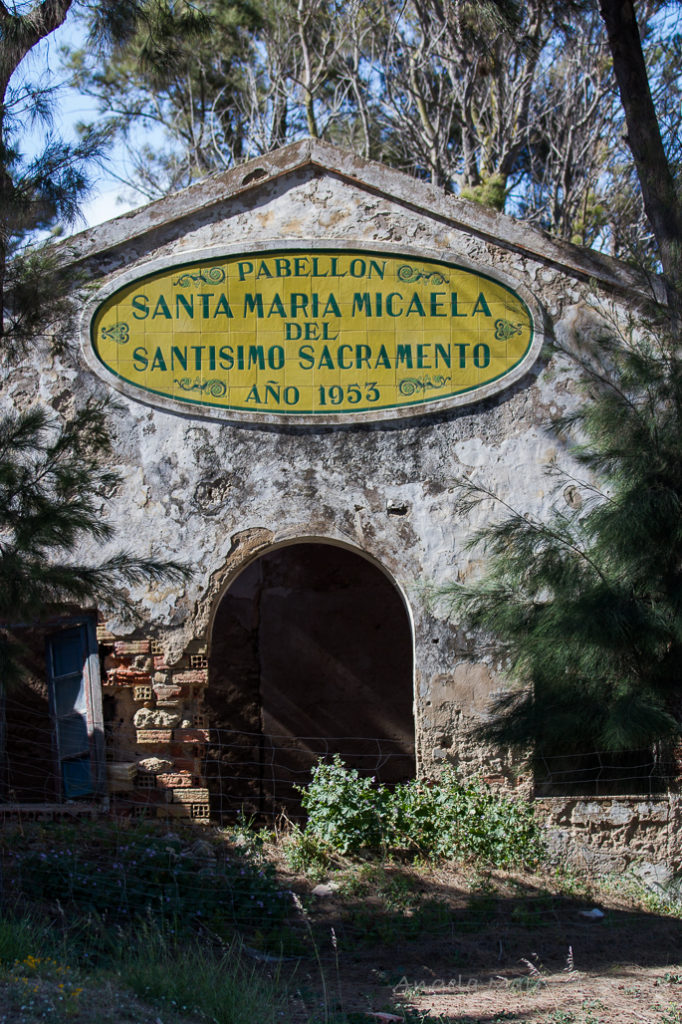 PABELLON
SANTA MARIA MICAELA
DEL
SANTISIMO SACRAMENTO
AÑO 1953